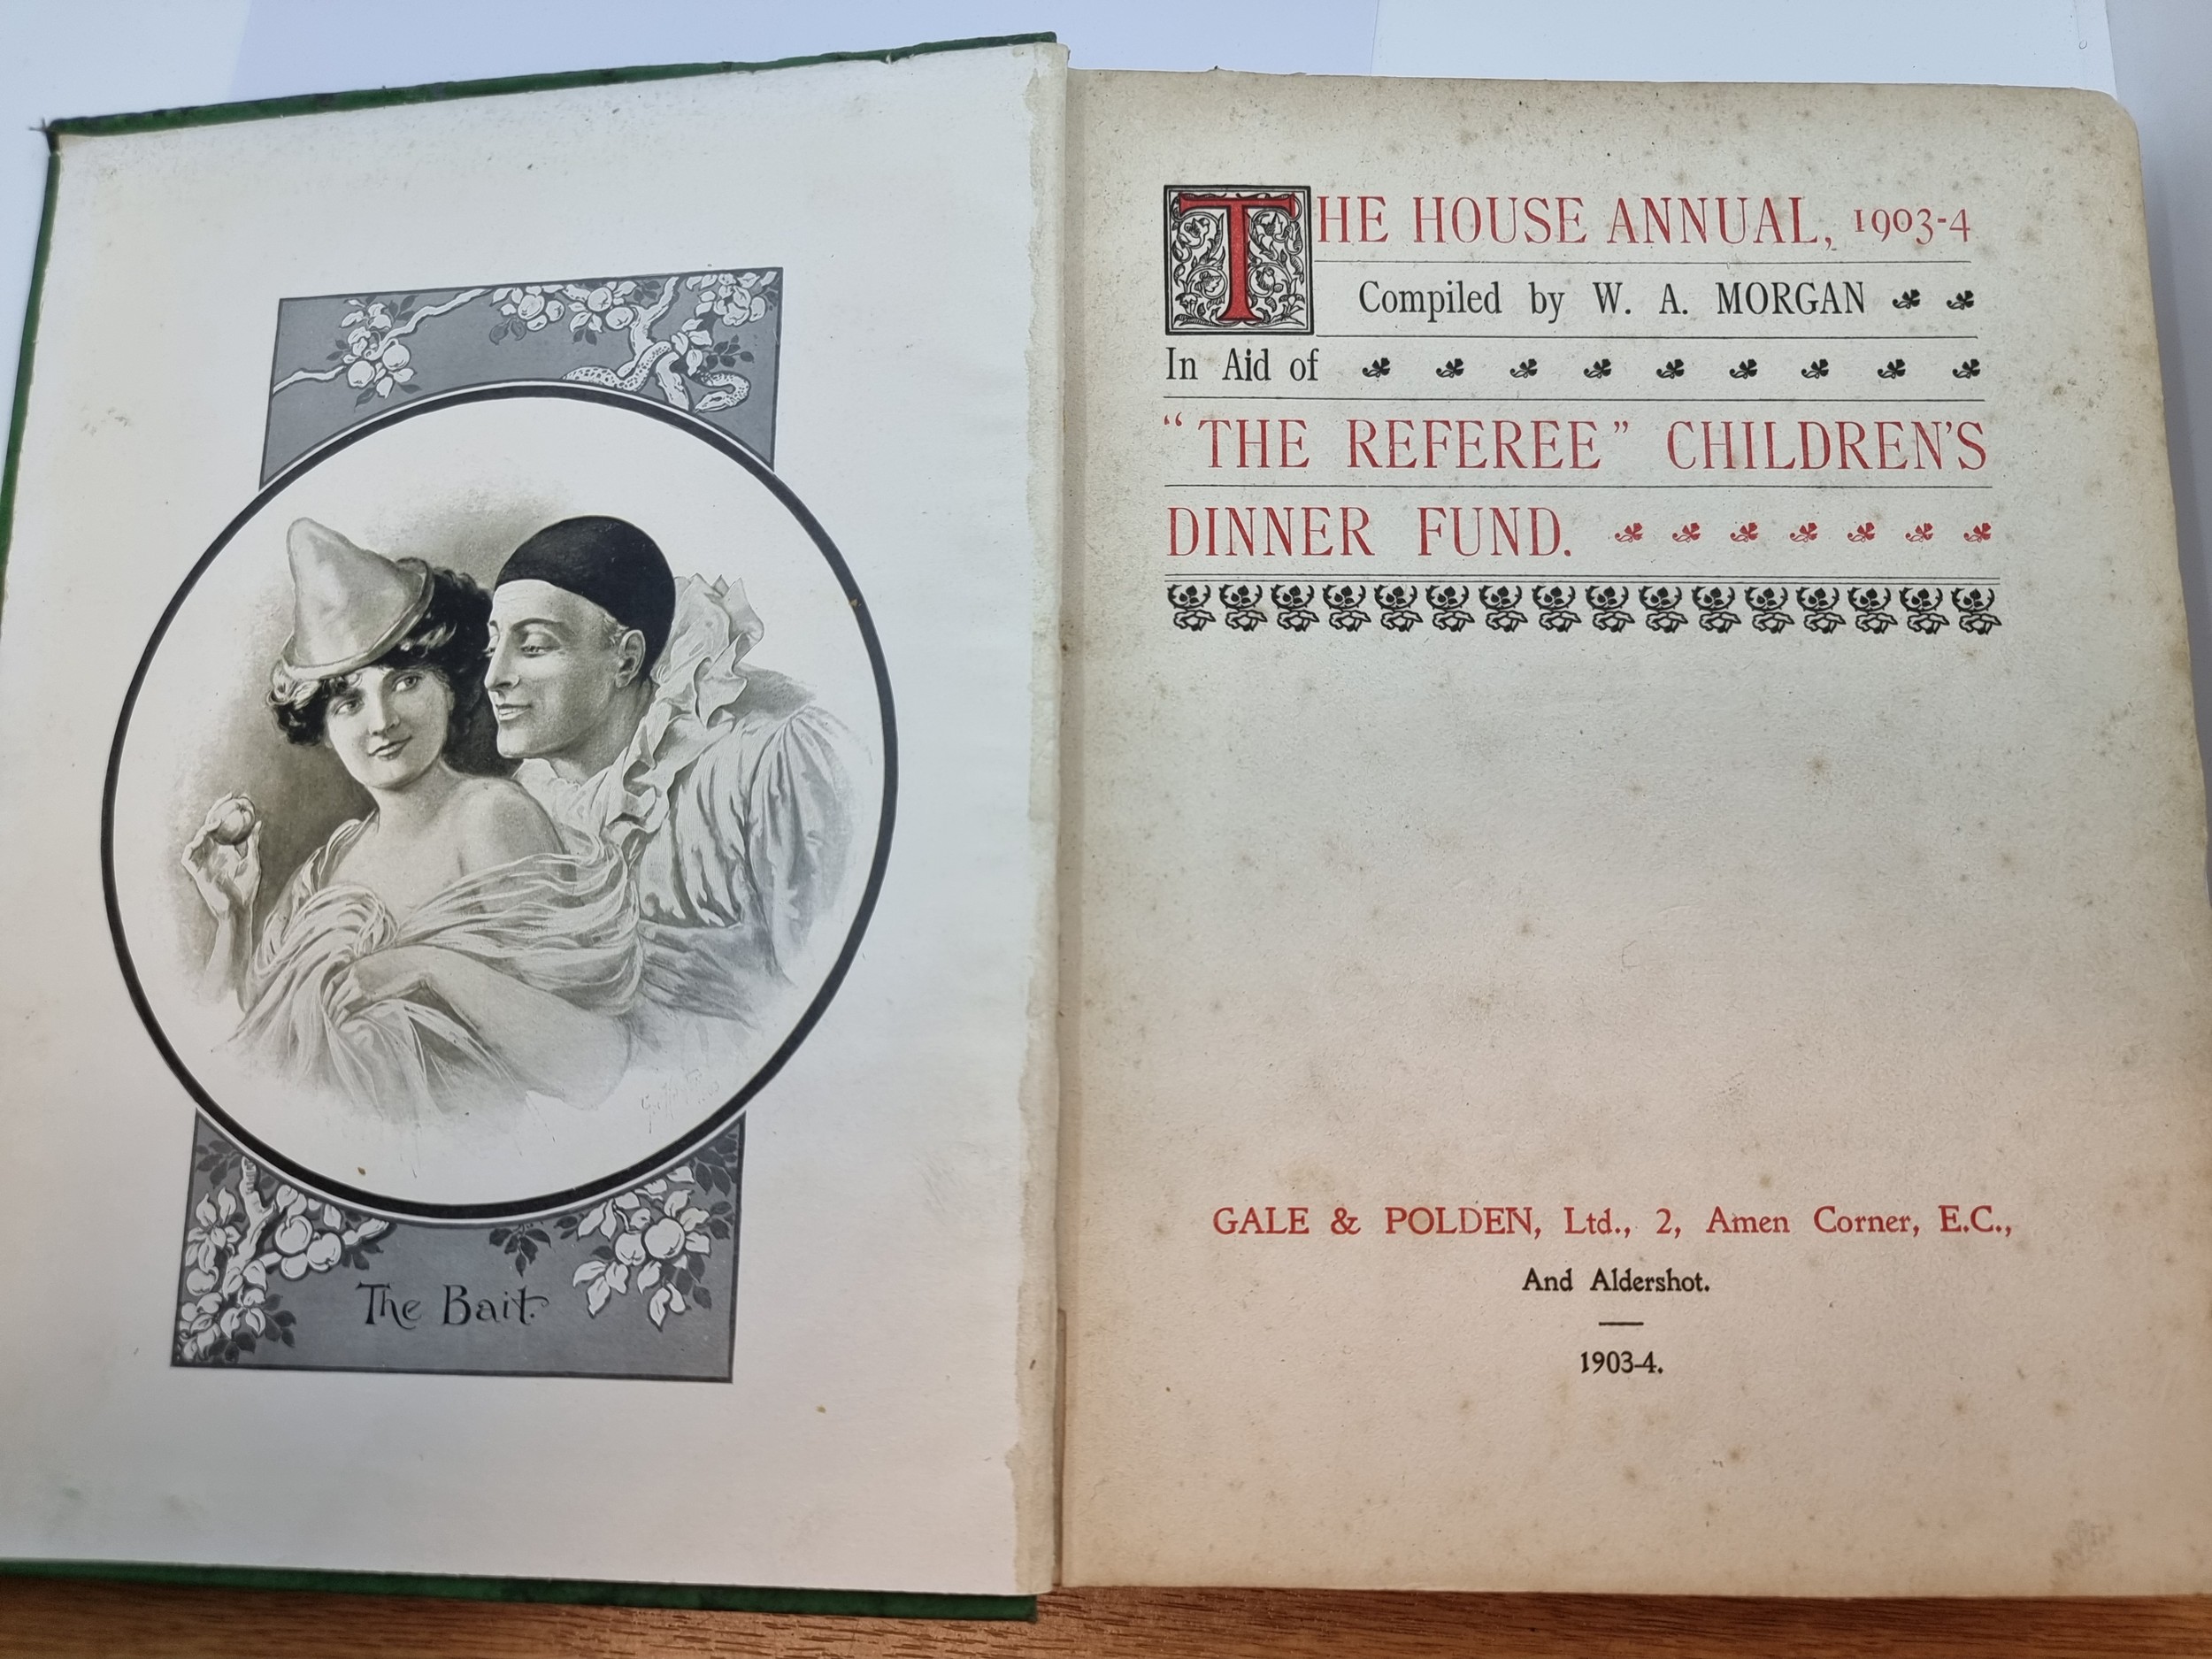 The Bait.
THE HOUSE ANNUAL, 1903-4
Compiled by W. A. MORGAN
In Aid of
“THE REFEREE” CHILDREN'S
DINNER FUND.
GALE & POLDEN, Ltd., 2, Amen Corner, E.C.,
And Aldershot.
1903-4.